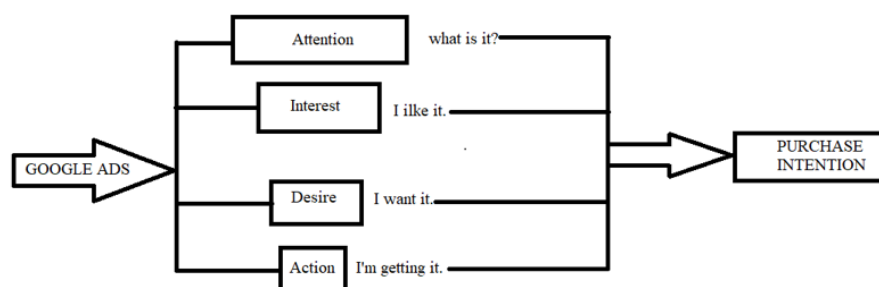 Attention what is it?
Interest I ilke it.
GOOGLE ADS
PURCHASE
INTENTION
Desire I want it.
Action I'm getting it.